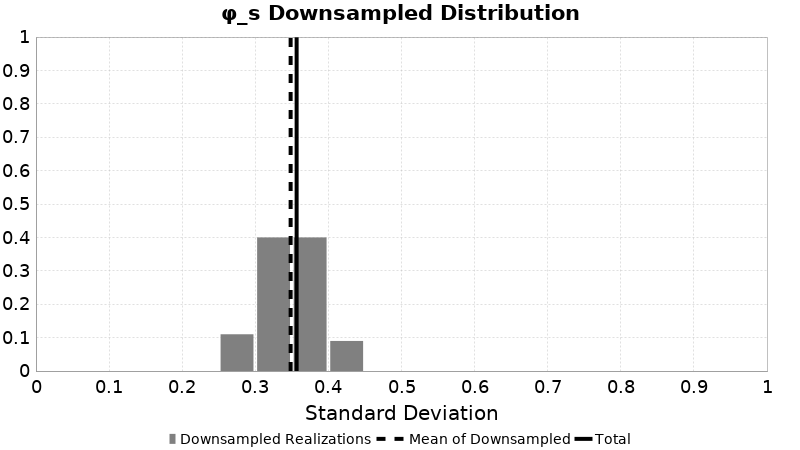 φ_s Downsampled Distribution
1
0.9
0.8
0.7
0.6
0.5
0.4
0.3
0.2
0.1
0
0 0.1 0.2 0.3 0.4 0.5 0.6 0.7 0.8 0.9 1
Standard Deviation
Downsampled Realizations Mean of Downsampled Total